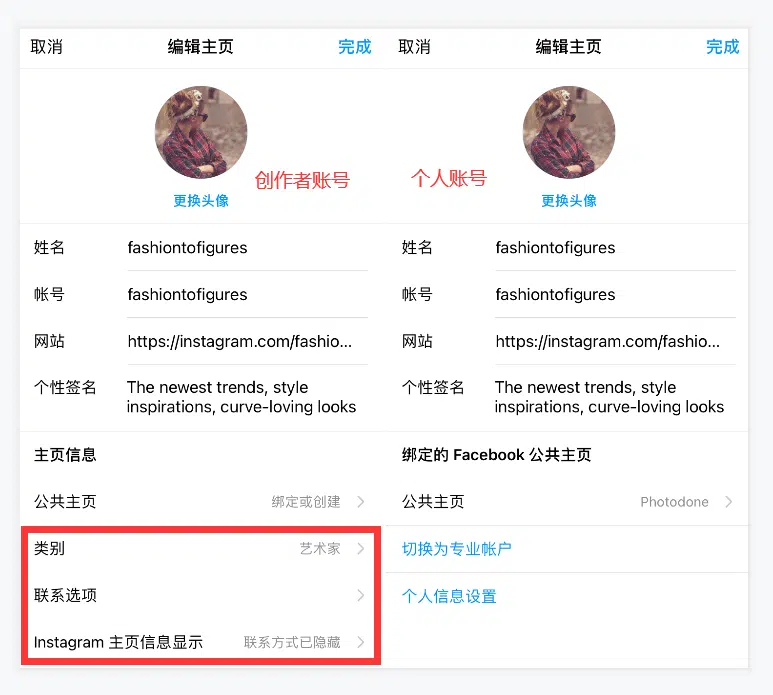 取消 编辑主页 完成
创作者账号
更换头像
姓名 fashiontofigures
帐号 fashiontofigures
网站 https://instagram.com/fashio...
个性签名 The newest trends, style
inspirations, curve-loving looks
主页信息
公共主页 绑定或创建
类别 艺术家
联系选项
Instagram 主页信息显示 联系方式已隐藏
取消 编辑主页 完成
个人账号
更换头像
姓名 fashiontofigures
帐号 fashiontofigures
网站 https://instagram.com/fashio...
个性签名 The newest trends, style
inspirations, curve-loving looks
绑定的 Facebook 公共主页
公共主页 Photodone
切换为专业帐户
个人信息设置